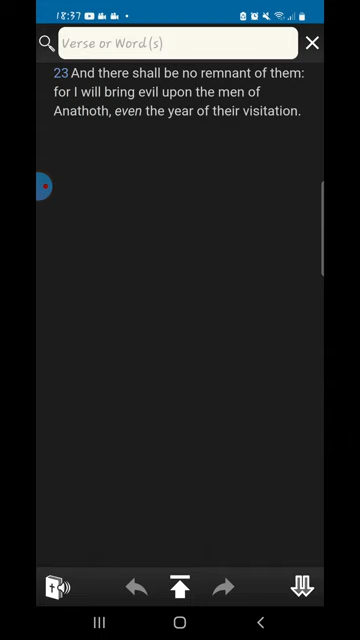 18:37
Verse or Word(s)
23 And there shall be no remnant of them:
for I will bring evil upon the men of
Anathoth, even the year of their visitation.